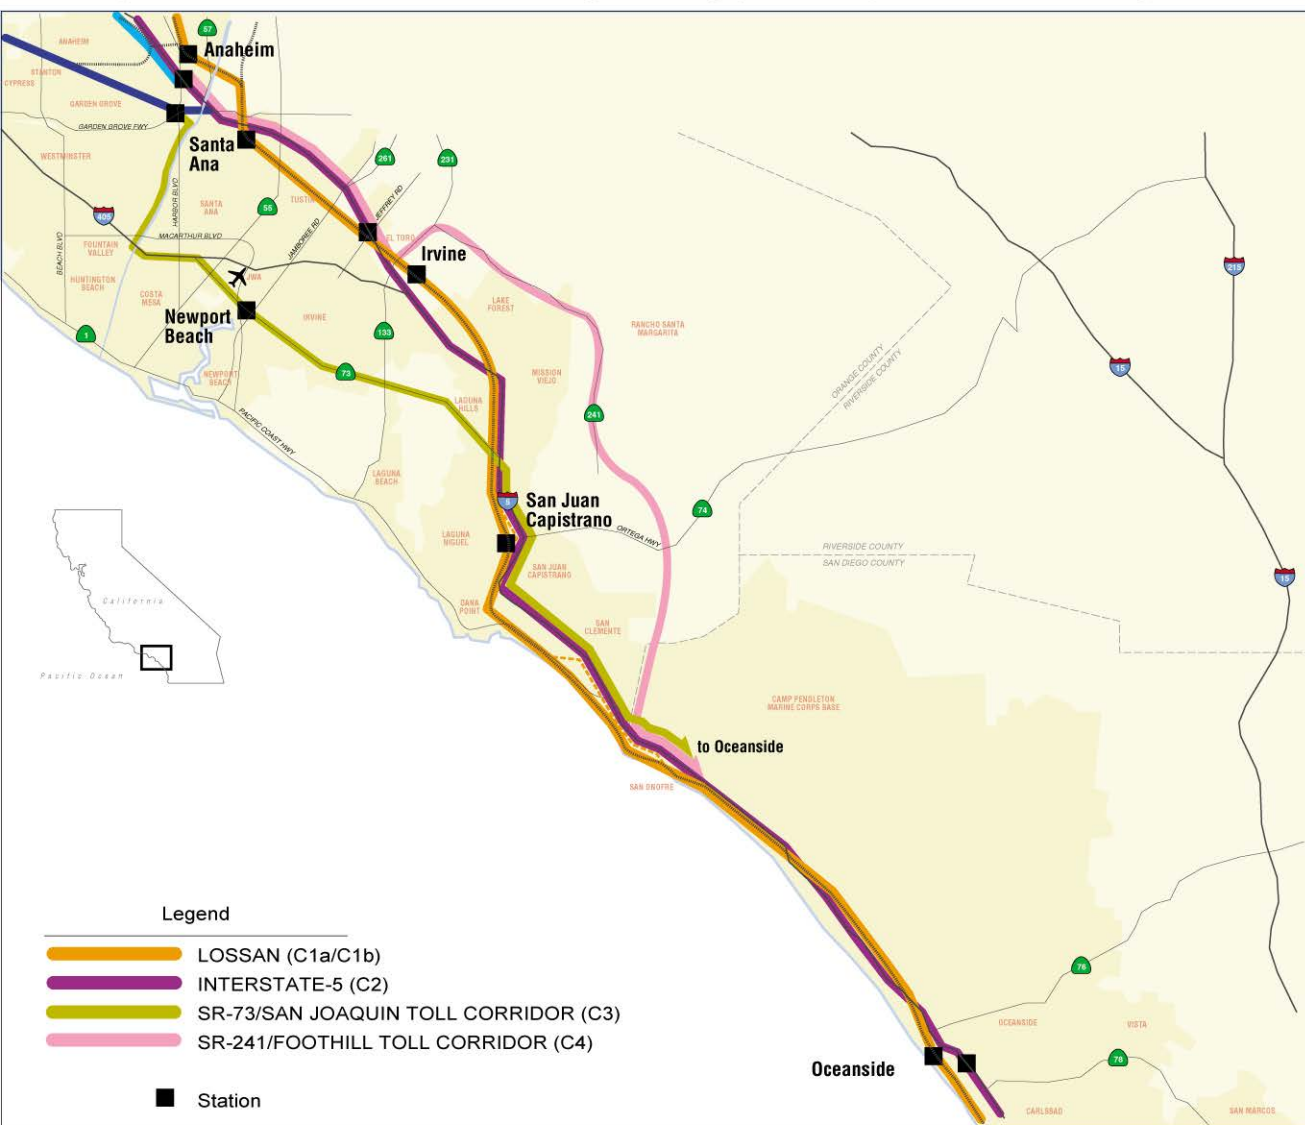 57
Anaheim
ANAHEIM
STANTON
CYPRESS
GARDEN GROVE
GARDEN GROVE FWY
Santa
Ana
WESTMINSTER
261
231
HARBOR BLVD
SANTA
ANA
55
TUSTIN
JEFFREY RD
JAMBOREE RD
405
MACARTHUR BLVD
BEACH BLVD
FOUNTAIN
VALLEY
EL TORO
Irvine
215
JWA
HUNTINGTON
BEACH
COSTA
MESA
LAKE
FOREST
Newport
Beach
IRVINE
133
RANCHO SANTA
MARGARITA
1
73
NEWPORT
BEACH
MISSION
VIEJO
ORANGE COUNTY
RIVERSIDE COUNTY
15
LAGUNA
HILLS
241
PACIFIC COAST HWY
LAGUNA
BEACH
5
San Juan
Capistrano
74
ORTEGA HWY
LAGUNA
NIGUEL
RIVERSIDE COUNTY
SAN DIEGO COUNTY
SAN JUAN
CAPISTRANO
15
California
DANA
POINT
SAN
CLEMENTE
Pacific Ocean
CAMP PENDLETON
MARINE CORPS BASE
to Oceanside
SAN ONOFRE
Legend
LOSSAN (C1a/C1b)
INTERSTATE-5 (C2)
SR-73/SAN JOAQUIN TOLL CORRIDOR (C3)
SR-241/FOOTHILL TOLL CORRIDOR (C4)
Station
76
OCEANSIDE
VISTA
Oceanside
78
CARLSBAD
SAN MARCOS